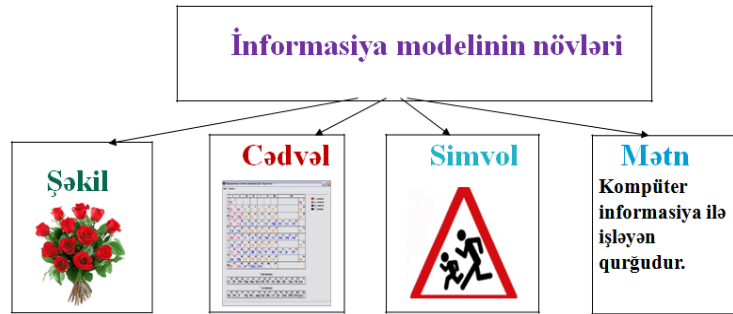 İnformasiya modelinin növləri
Şəkil
Cədvəl
Simvol
Mətn
Kompüter
informasiya ilə
işləyən
qurğudur.